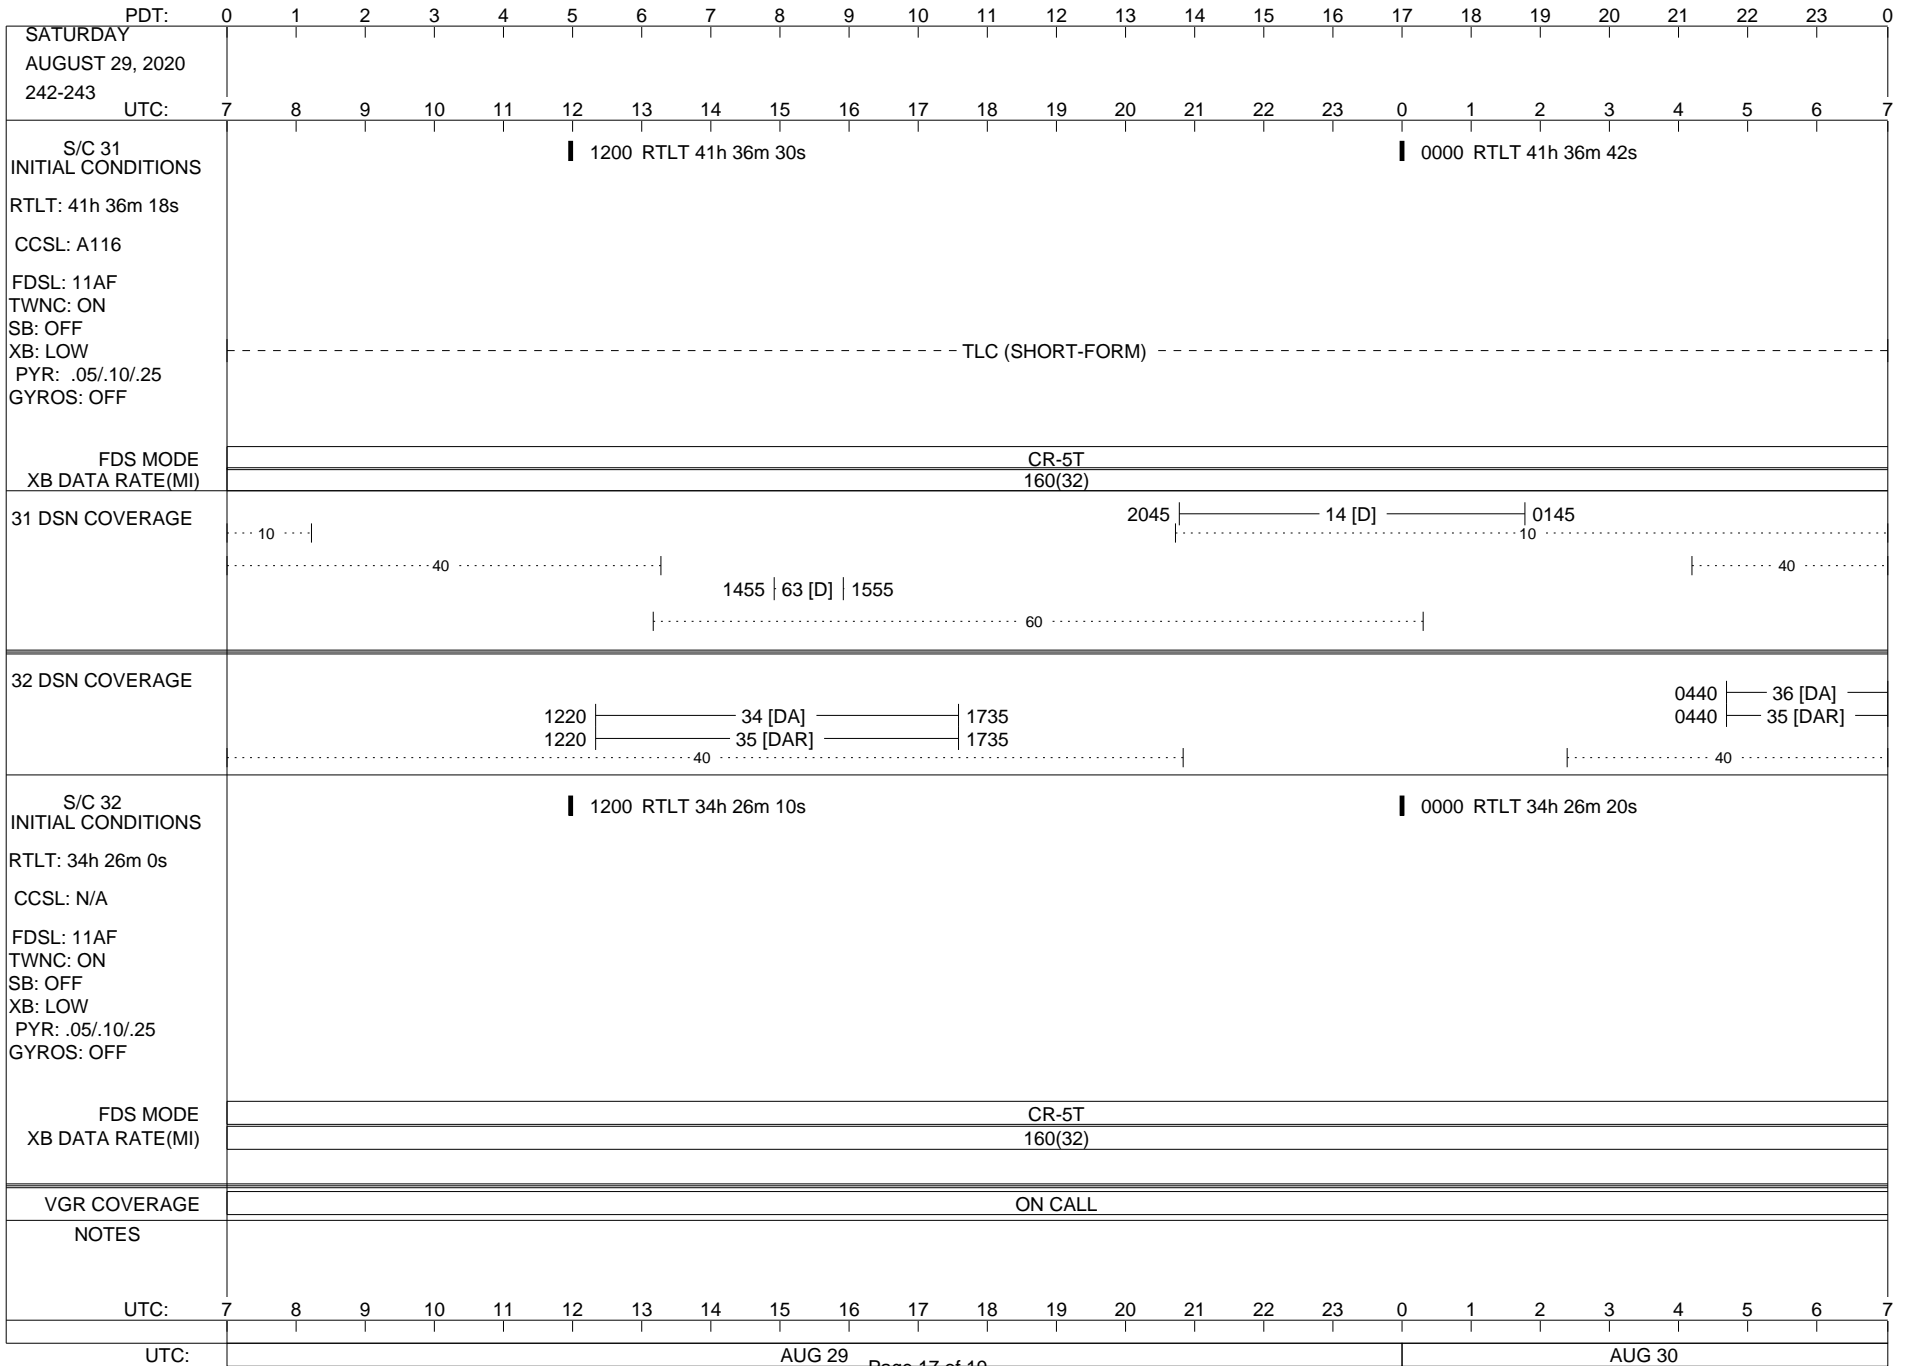 PDT: 0 1 2 3 4 5 6 7 8 9 10 11 12 13 14 15 16 17 18 19 20 21 22 23 0
SATURDAY
AUGUST 29, 2020
242-243
UTC: 7 8 9 10 11 12 13 14 15 16 17 18 19 20 21 22 23 0 1 2 3 4 5 6 7
S/C 31
INITIAL CONDITIONS
1200 RTLT 41h 36m 30s
0000 RTLT 41h 36m 42s
RTLT: 41h 36m 18s
CCSL: A116
FDSL: 11AF
TWNC: ON
SB: OFF
XB: LOW
TLC (SHORT-FORM)
PYR: .05/.10/.25
GYROS: OFF
FDS MODE CR-5T
XB DATA RATE(MI) 160(32)
31 DSN COVERAGE
2045 14 [D] 0145
10 10
40 40
1455 63 [D] 1555
60
32 DSN COVERAGE
0440 36 [DA]
1220 34 [DA] 1735 0440 35 [DAR]
1220 35 [DAR] 1735
40 40
S/C 32
INITIAL CONDITIONS
1200 RTLT 34h 26m 10s
0000 RTLT 34h 26m 20s
RTLT: 34h 26m 0s
CCSL: N/A
FDSL: 11AF
TWNC: ON
SB: OFF
XB: LOW
PYR: .05/.10/.25
GYROS: OFF
FDS MODE CR-5T
XB DATA RATE(MI) 160(32)
VGR COVERAGE ON CALL
NOTES
UTC: 7 8 9 10 11 12 13 14 15 16 17 18 19 20 21 22 23 0 1 2 3 4 5 6 7
UTC: AUG 29 AUG 30
Page 17 of 19